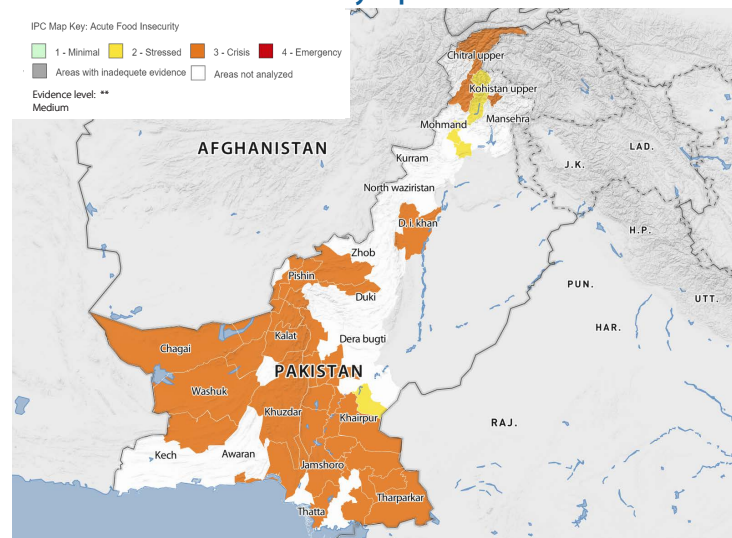 IPC Map Key: Acute Food Insecurity
1 - Minimal
2 - Stressed
3 - Crisis
4 - Emergency
Areas with inadequete evidence
Areas not analyzed
Evidence level: **
Medium
Chitral upper
Kohistan upper
Mohmand
Mansehra
AFGHANISTAN
Kurram
LAD.
J.K.
North waziristan
D.i. khan
H.P.
Zhob
Pishin
PUN.
Duki
UTT.
HAR.
Kalat
Dera bugti
Chagai
PAKISTAN
Washuk
Khuzdar
Khairpur
RAJ.
Kech
Awaran
Jamshoro
Tharparkar
Thatta